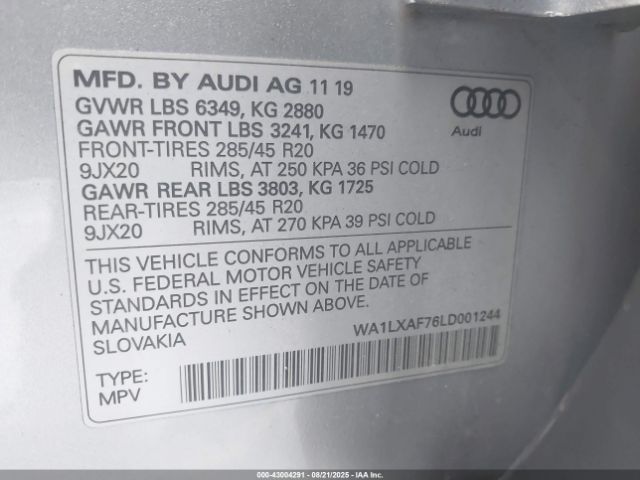 MFD. BY AUDI AG 11 19
GVWR LBS 6349, KG 2880
GAWR FRONT LBS 3241, KG 1470
FRONT-TIRES 285/45 R20
9JX20 RIMS, AT 250 KPA 36 PSI COLD
GAWR REAR LBS 3803, KG 1725
REAR-TIRES 285/45 R20
9JX20 RIMS, AT 270 KPA 39 PSI COLD
Audi
THIS VEHICLE CONFORMS TO ALL APPLICABLE
U.S. FEDERAL MOTOR VEHICLE SAFETY
STANDARDS IN EFFECT ON THE DATE OF
MANUFACTURE SHOWN ABOVE.
SLOVAKIA
WA1LXAF76LD001244
TYPE:
MPV
000-43004291 - 08/21/2025 - IAA Inc.